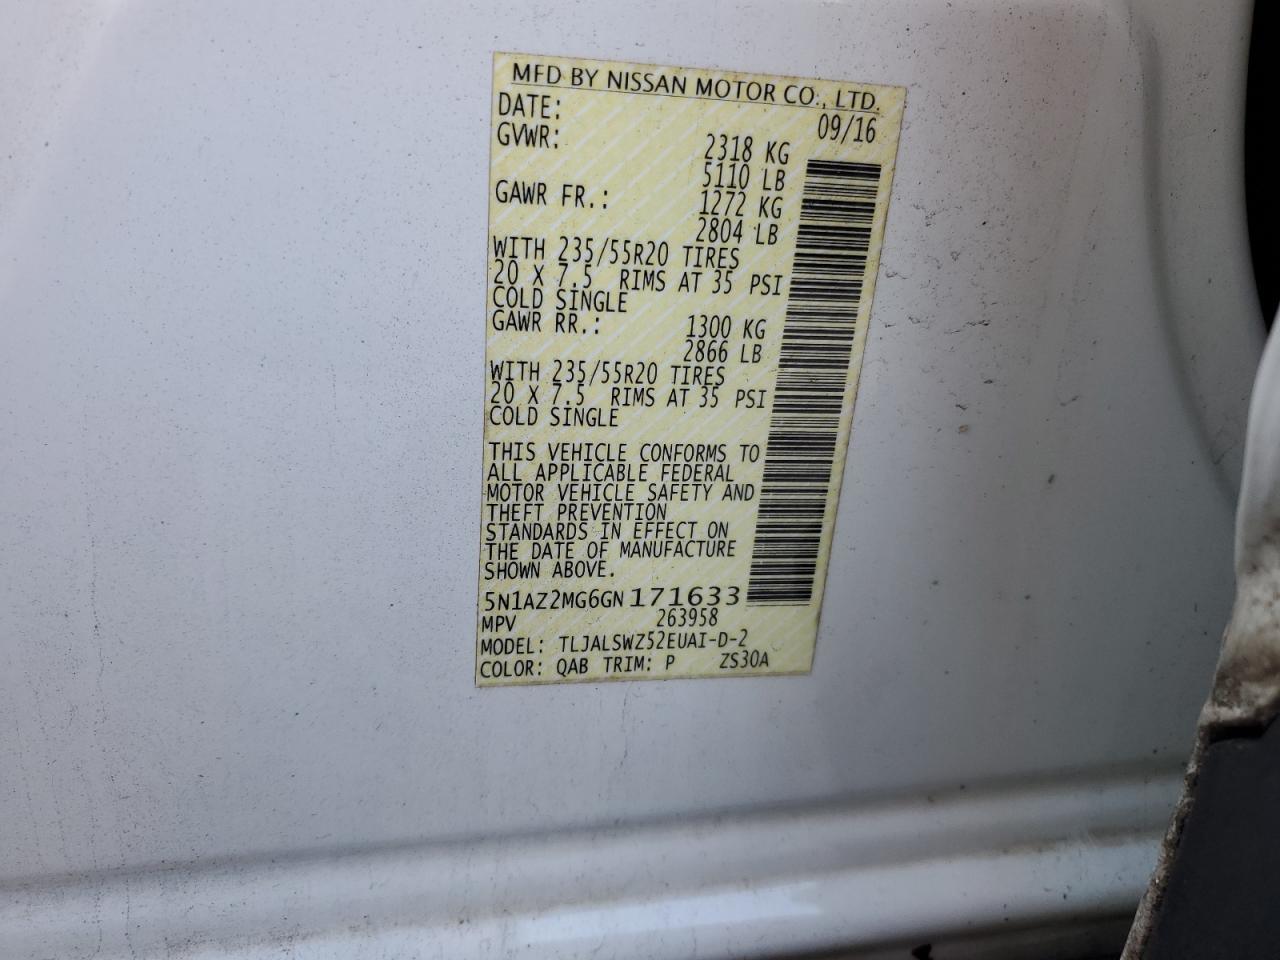 MFD BY NISSAN MOTOR CO., LTD.
DATE: 09/16
GVWR: 2318 KG
5110 LB
GAWR FR.: 1272 KG
2804 LB
WITH 235/55R20 TIRES
20 X 7.5 RIMS AT 35 PSI
COLD SINGLE
GAWR RR.: 1300 KG
2866 LB
WITH 235/55R20 TIRES
20 X 7.5 RIMS AT 35 PSI
COLD SINGLE
THIS VEHICLE CONFORMS TO
ALL APPLICABLE FEDERAL
MOTOR VEHICLE SAFETY AND
THEFT PREVENTION
STANDARDS IN EFFECT ON
THE DATE OF MANUFACTURE
SHOWN ABOVE.
5N1AZ2MG6GN171633
MPV 263958
MODEL: TLJALSWZ52EUAI-D-2
COLOR: QAB TRIM: P ZS30A